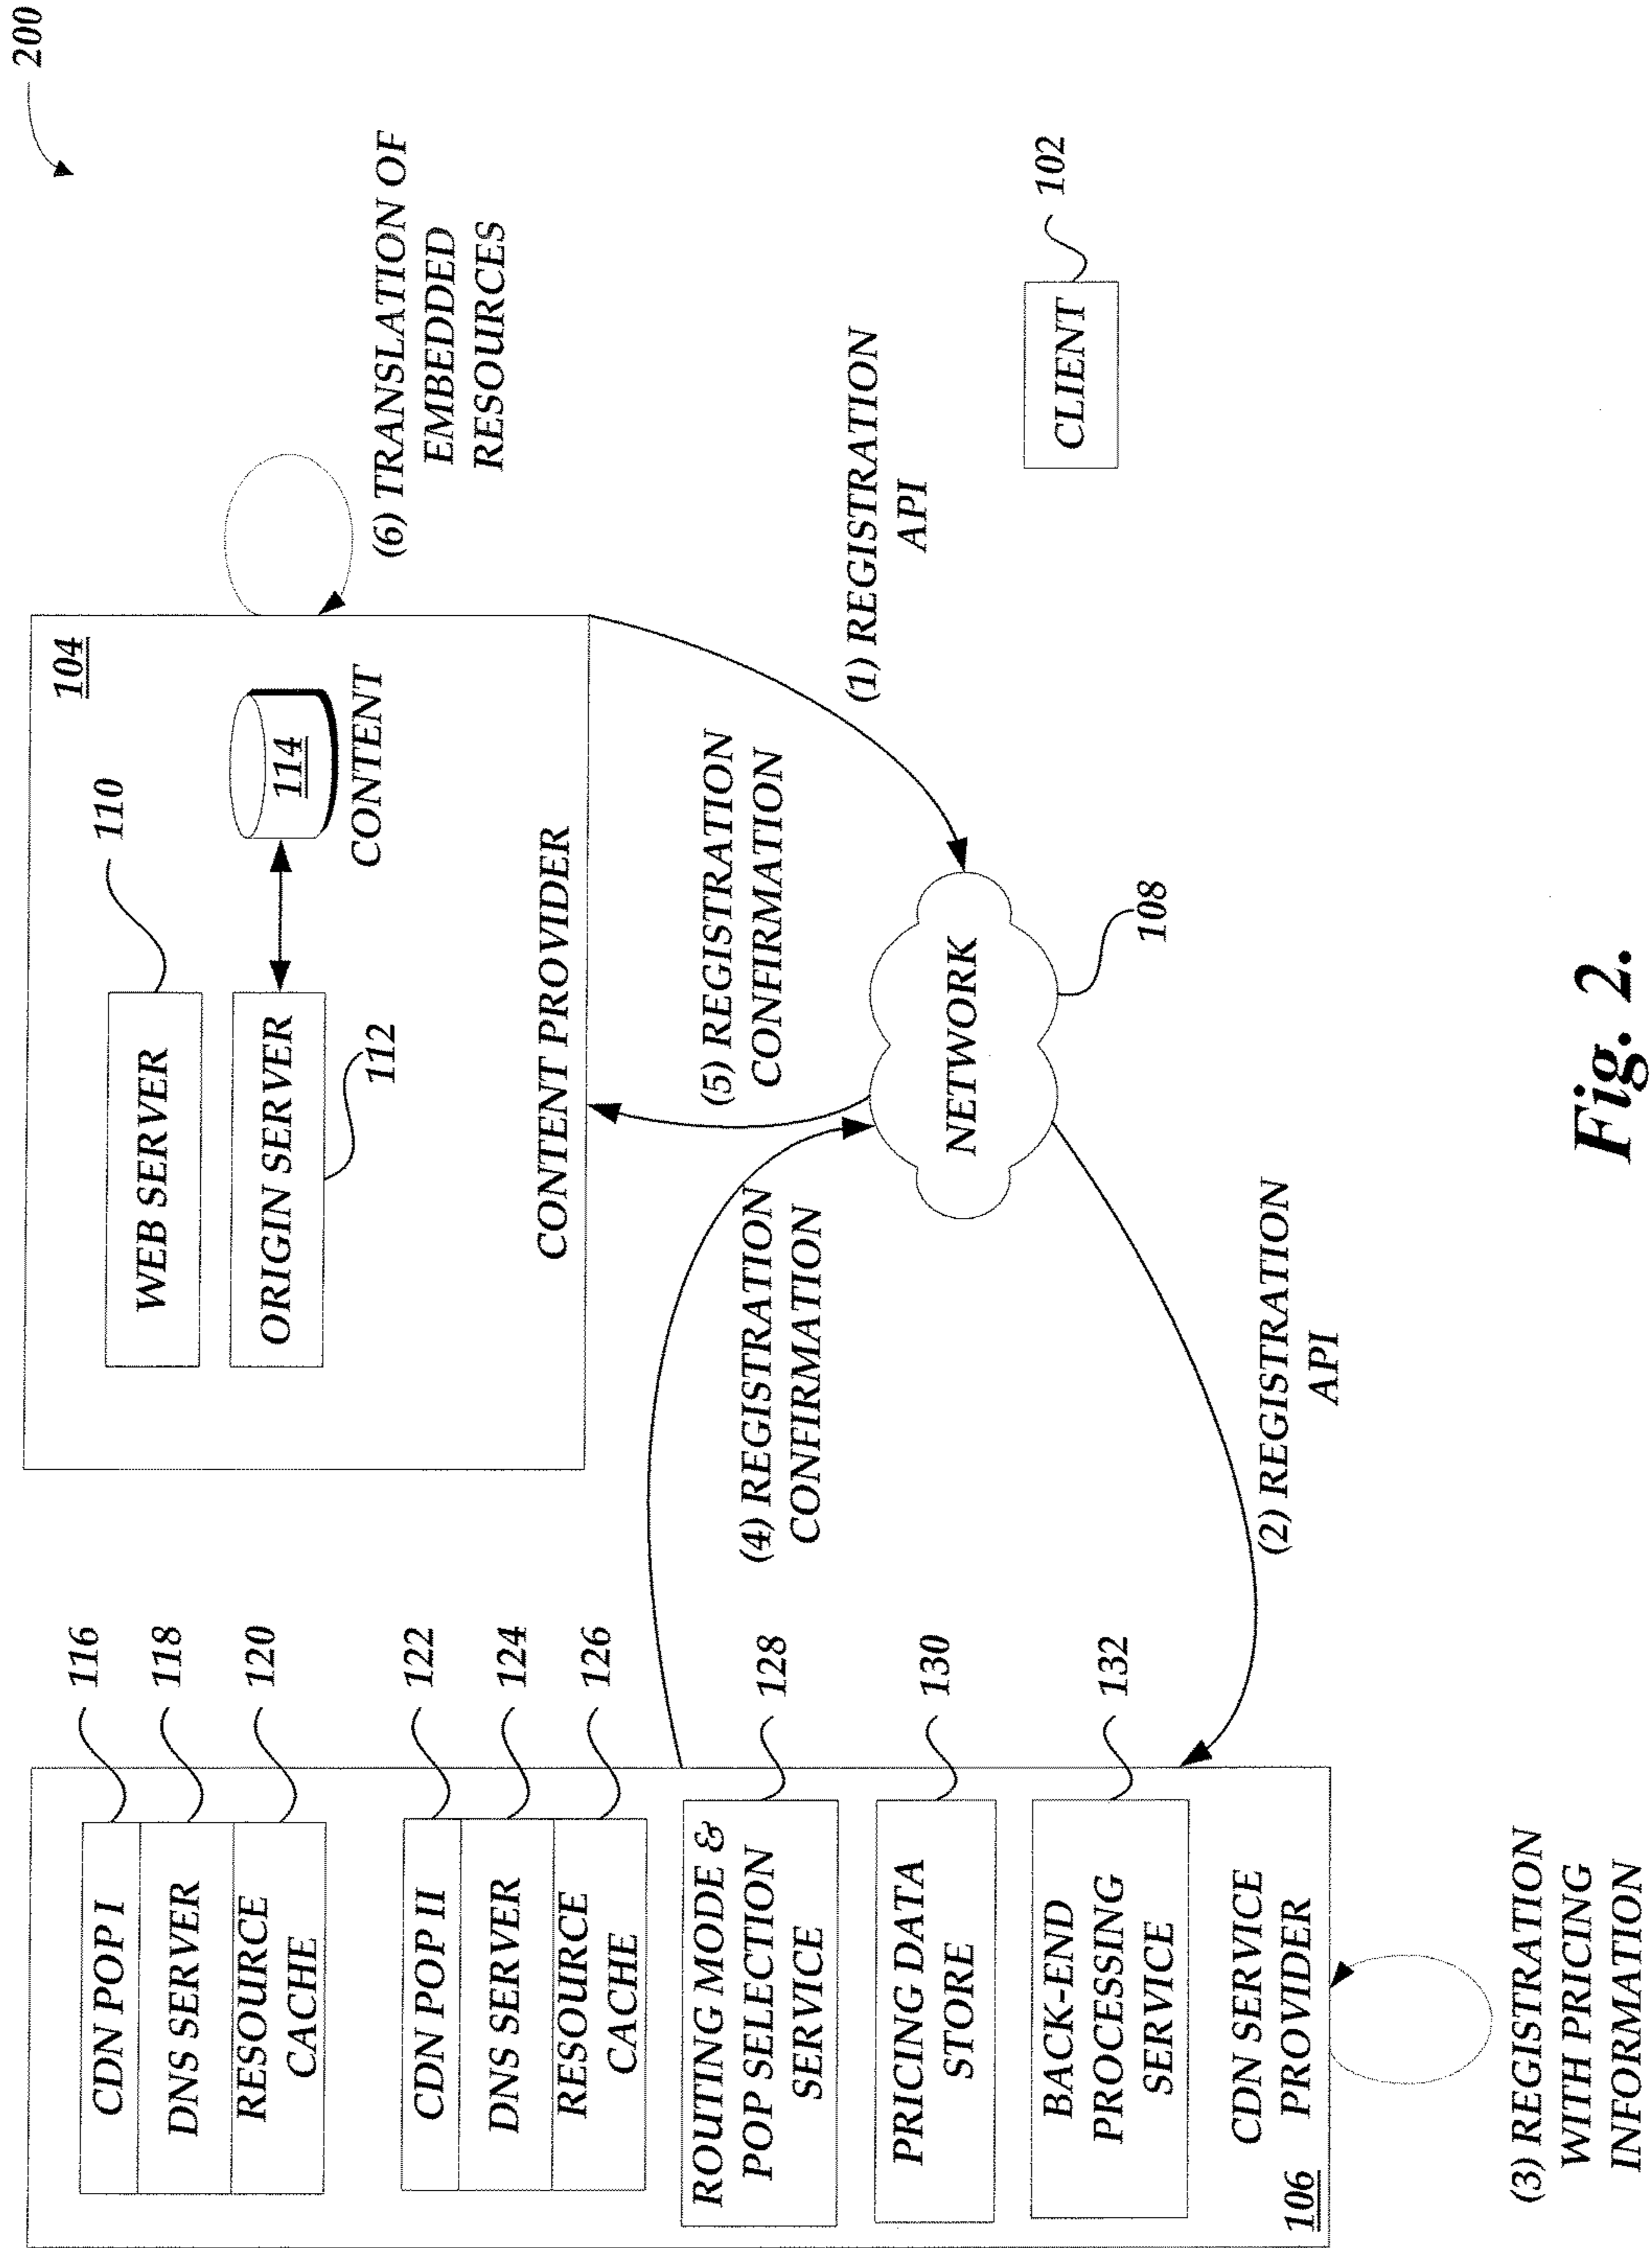 200
116
CDN POP I
118
DNS SERVER
120
RESOURCE
CACHE
122
CDN POP II
124
DNS SERVER
126
RESOURCE
CACHE
128
ROUTING MODE &
POP SELECTION
SERVICE
130
PRICING DATA
STORE
132
BACK-END
PROCESSING
SERVICE
CDN SERVICE
PROVIDER
106
(3) REGISTRATION
WITH PRICING
INFORMATION
104
110
WEB SERVER
ORIGIN SERVER
112
114
CONTENT
CONTENT PROVIDER
(6) TRANSLATION OF
EMBEDDED
RESOURCES
(4) REGISTRATION
CONFIRMATION
(5) REGISTRATION
CONFIRMATION
(1) REGISTRATION
API
NETWORK
108
(2) REGISTRATION
API
CLIENT
102
Fig. 2.